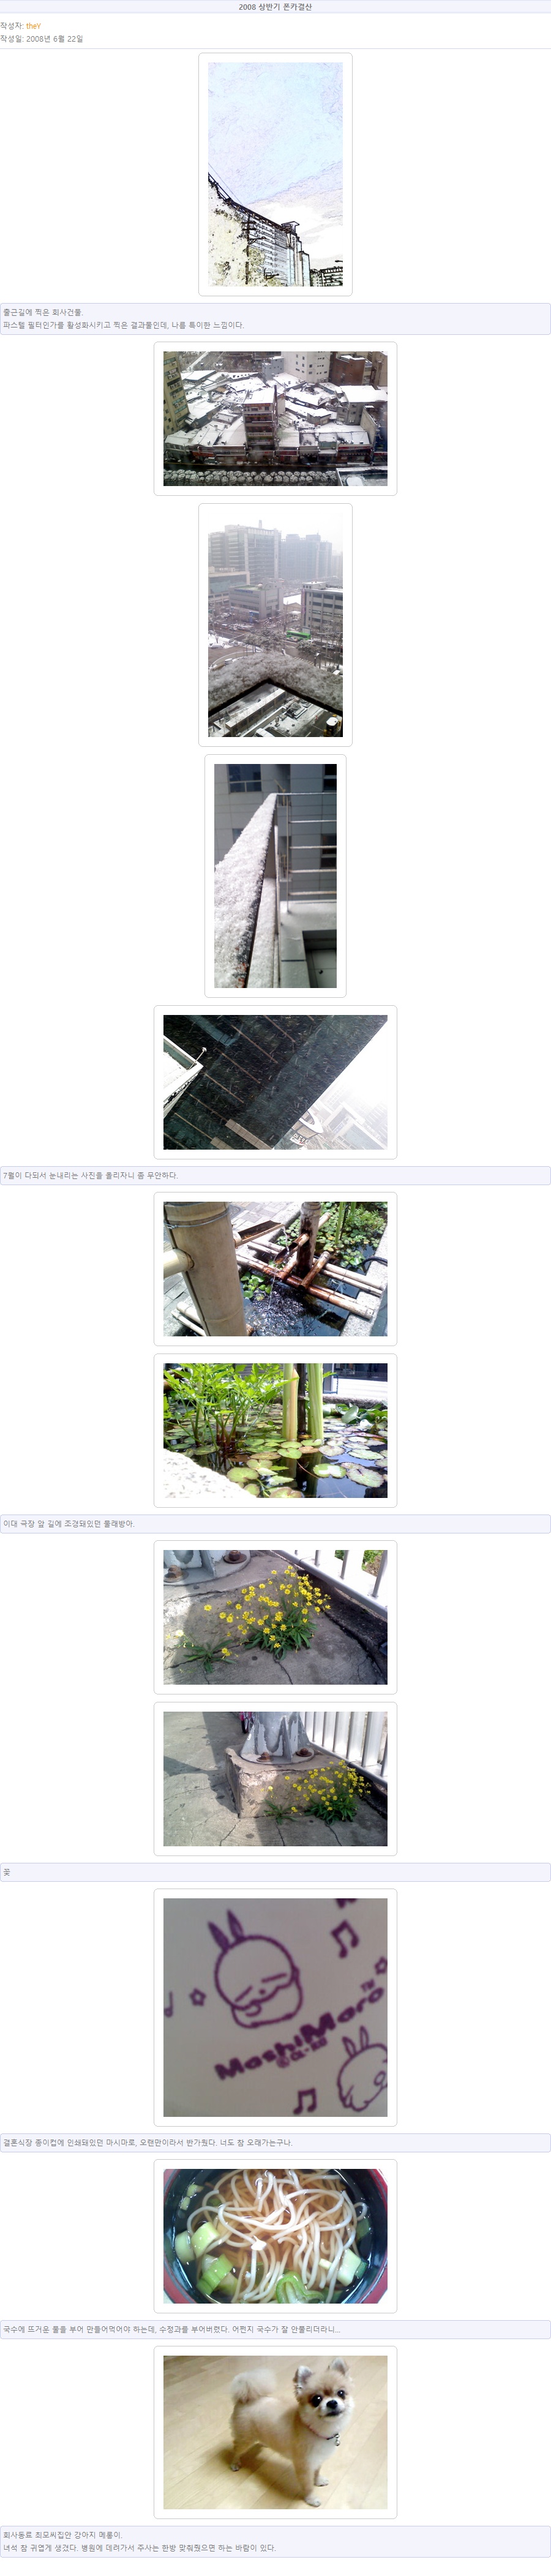 2008 상반기 폰카결산
작성자: theY
작성일: 2008년 6월 22일
출근길에 찍은 회사건물.
파스텔 필터인가를 활성화시키고 찍은 결과물인데, 나름 특이한 느낌이다.
7월이 다되서 눈내리는 사진을 올리자니 좀 무안하다.
이대 극장 앞 길에 조경돼있던 물래방아.
꽃
MashiMaro TM
결혼식장 종이컵에 인쇄돼있던 마시마로, 오랜만이라서 반가웠다. 너도 참 오래가는구나.
국수에 뜨거운 물을 부어 만들어먹어야 하는데, 수정과를 부어버렸다. 어쩐지 국수가 잘 안풀리더라니...
회사동료 최모씨집안 강아지 메롱이.
녀석 참 귀엽게 생겼다. 병원에 데려가서 주사는 한방 맞춰줬으면 하는 바람이 있다.